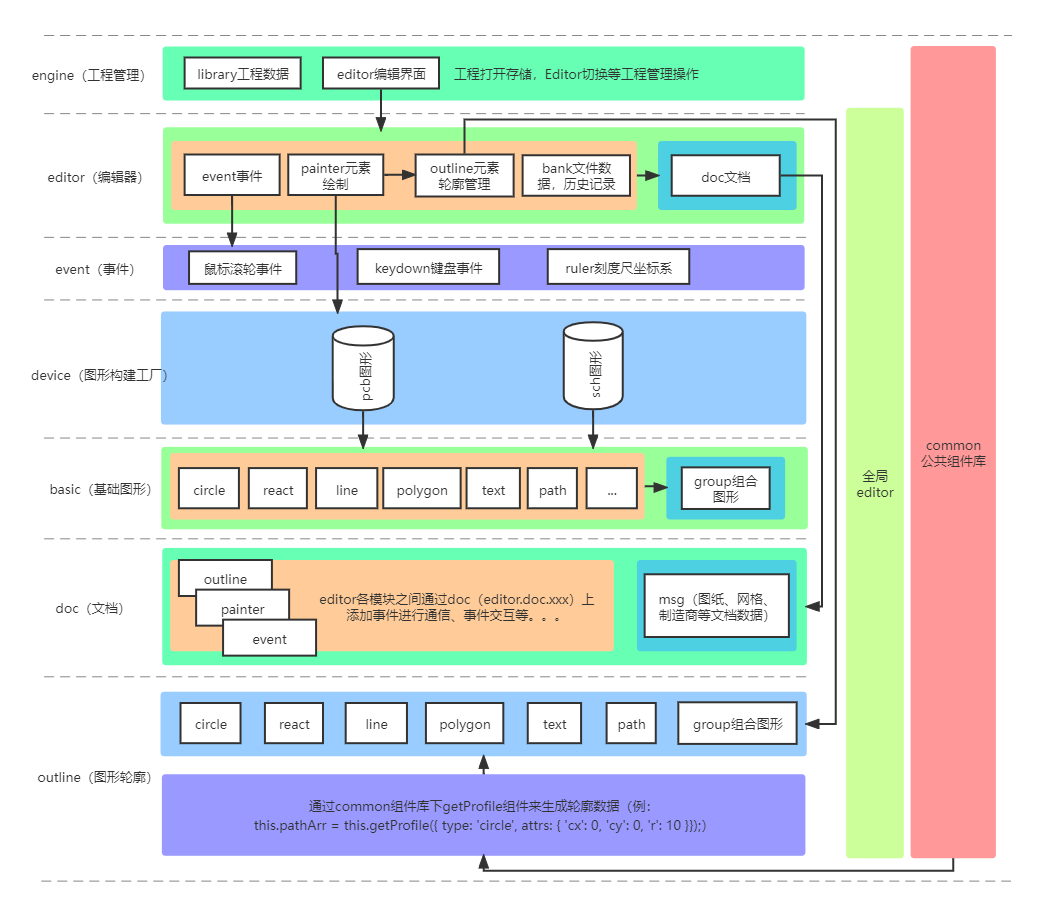 engine（工程管理）
library工程数据
editor编辑界面
工程打开存储，Editor切换等工程管理操作
editor（编辑器）
event事件
painter元素
绘制
outline元素
轮廓管理
bank文件数
据，历史记录
doc文档
event（事件）
鼠标滚轮事件
keydown键盘事件
ruler刻度尺坐标系
device（图形构建工厂）
pcb图形
sch图形
basic（基础图形）
circle
react
line
polygon
text
path
...
group组合
图形
doc（文档）
outline
painter
event
editor各模块之间通过doc（editor.doc.xxx）上
添加事件进行通信、事件交互等。。。
msg（图纸、网格、
制造商等文档数据）
outline（图形轮廓）
circle
react
line
polygon
text
path
group组合图形
通过common组件库下getProfile组件来生成轮廓数据（例：
this.pathArr = this.getProfile({ type: 'circle', attrs: { 'cx': 0, 'cy': 0, 'r': 10 }});)
全局
editor
common
公共组件库